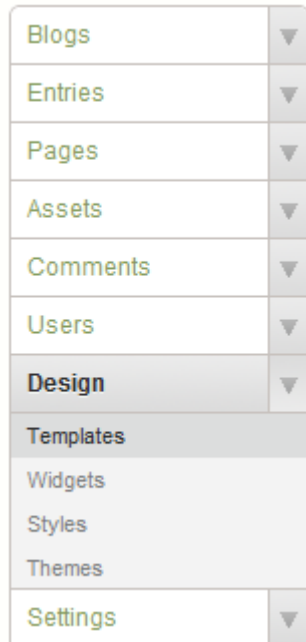 Blogs
Entries
Pages
Assets
Comments
Users
Design
Templates
Widgets
Styles
Themes
Settings